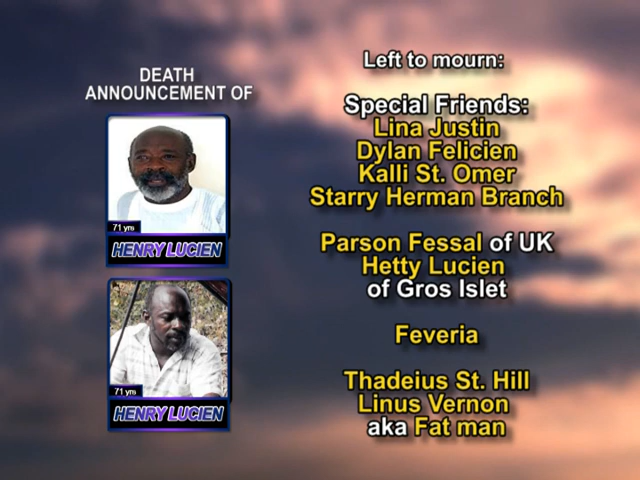 DEATH
ANNOUNCEMENT OF
71 yrs
HENRY LUCIEN
71 yrs
HENRY LUCIEN
Left to mourn:
Special Friends:
Lina Justin
Dylan Felicien
Kalli St. Omer
Starry Herman Branch
Parson Fessal of UK
Hetty Lucien
of Gros Islet
Feveria
Thadeius St. Hill
Linus Vernon
aka Fat man